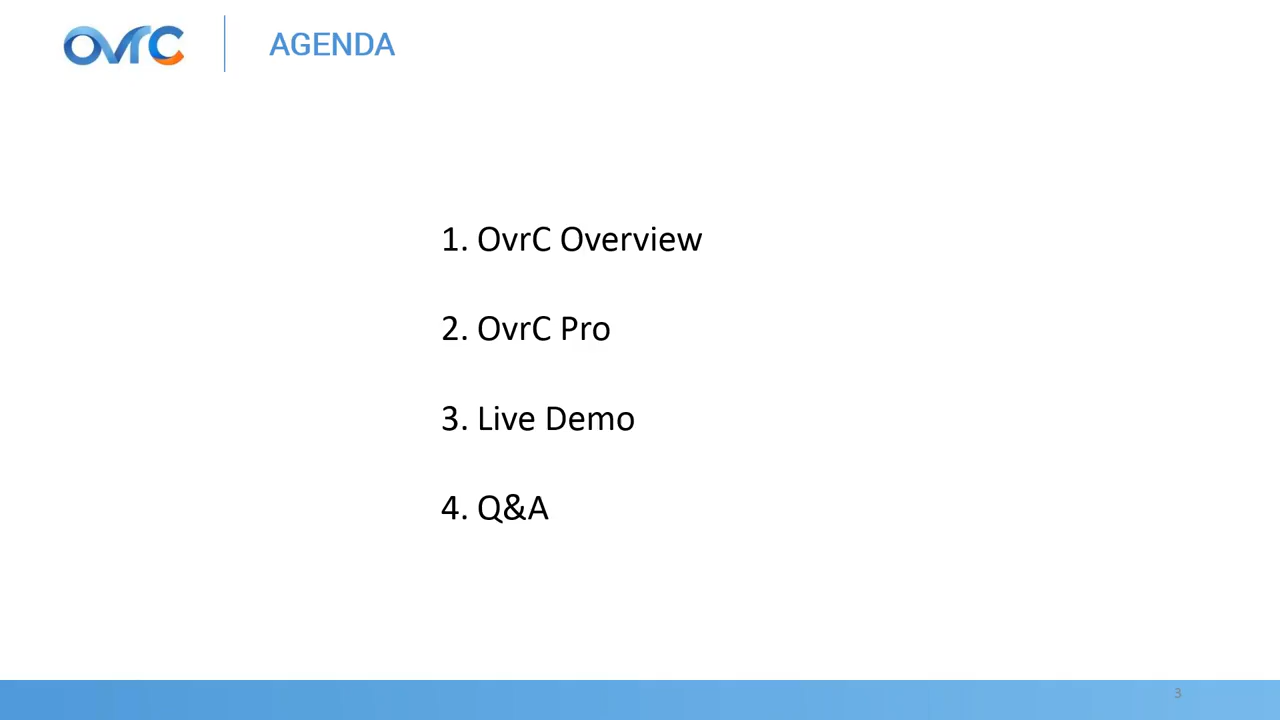 OvrC
AGENDA
1. OvrC Overview
2. OvrC Pro
3. Live Demo
4. Q&A
3